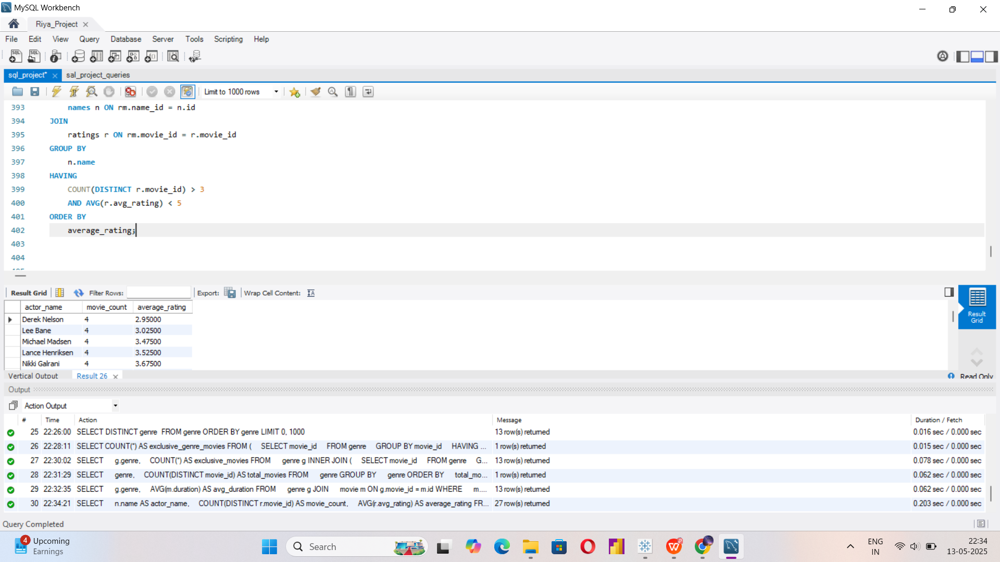 MySQL Workbench
Riya_Project
File Edit View Query Database Server Tools Scripting Help
sql_project* sal_project_queries
Limit to 1000 rows
393 names n ON rm.name_id = n.id
394 JOIN
395 ratings r ON rm.movie_id = r.movie_id
396 GROUP BY
397 n.name
398 HAVING
399 COUNT(DISTINCT r.movie_id) > 3
400 AND AVG(r.avg_rating) < 5
401 ORDER BY
402 average_rating;
403
404
Result Grid Filter Rows: Export: Wrap Cell Content:
actor_name movie_count average_rating
Derek Nelson 4 2.95000
Lee Bane 4 3.02500
Michael Madsen 4 3.47500
Lance Henriksen 4 3.52500
Nikki Galrani 4 3.67500
Result
Grid
Vertical Output Result 26 Read Only
Output
Action Output
# Time Action Message Duration / Fetch
25 22:26:00 SELECT DISTINCT genre FROM genre ORDER BY genre LIMIT 0, 1000 13 row(s) returned 0.016 sec / 0.000 sec
26 22:28:11 SELECT COUNT(*) AS exclusive_genre_movies FROM ( SELECT movie_id FROM genre GROUP BY movie_id HAVING ... 1 row(s) returned 0.015 sec / 0.000 sec
27 22:30:02 SELECT g.genre, COUNT(*) AS exclusive_movies FROM genre g INNER JOIN ( SELECT movie_id FROM genre G... 13 row(s) returned 0.078 sec / 0.000 sec
28 22:31:29 SELECT genre, COUNT(DISTINCT movie_id) AS total_movies FROM genre GROUP BY genre ORDER BY total_mo... 1 row(s) returned 0.062 sec / 0.000 sec
29 22:32:35 SELECT g.genre, AVG(m.duration) AS avg_duration FROM genre g JOIN movie m ON g.movie_id = m.id WHERE m.... 13 row(s) returned 0.062 sec / 0.000 sec
30 22:34:21 SELECT n.name AS actor_name, COUNT(DISTINCT r.movie_id) AS movie_count, AVG(r.avg_rating) AS average_rating FR... 27 row(s) returned 0.203 sec / 0.000 sec
Query Completed
4 Upcoming
Earnings
Search
ENG
IN
22:34
13-05-2025